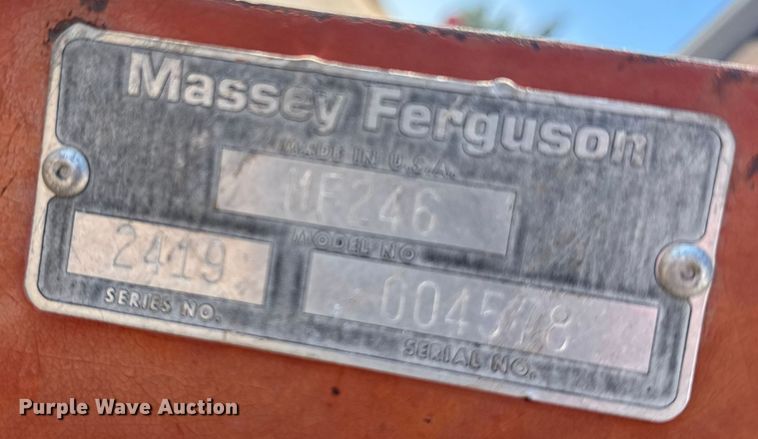 Massey Ferguson
MADE IN U.S.A.
MF246
MODEL NO
2419
SERIES NO.
SERIAL NO.
Purple Wave Auction